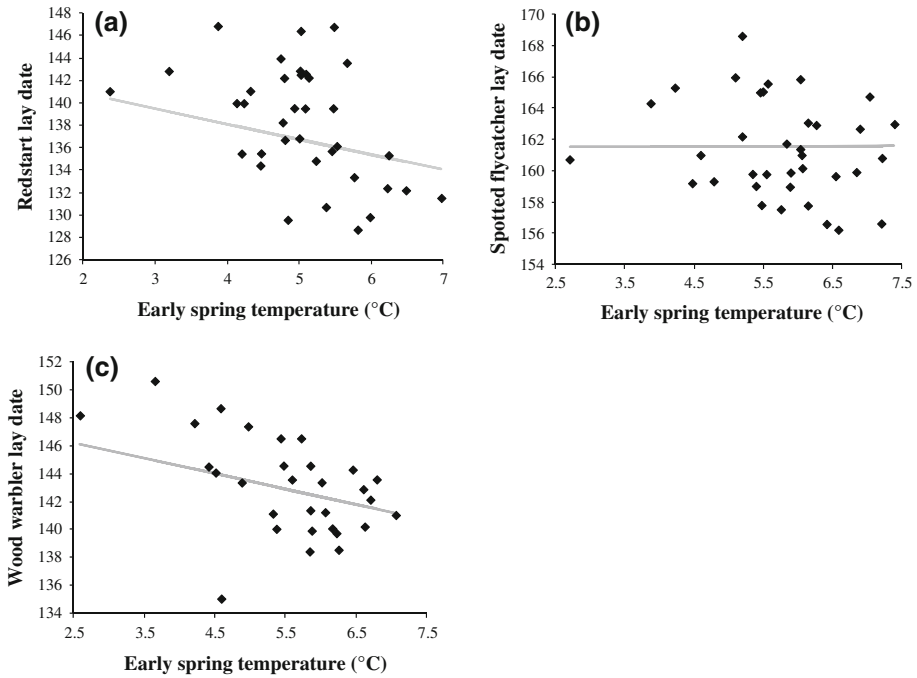 (a)
Redstart lay date
148
146
144
142
140
138
136
134
132
130
128
126
2 3 4 5 6 7
Early spring temperature (°C)
(b)
Spotted flycatcher lay date
170
168
166
164
162
160
158
156
154
2.5 3.5 4.5 5.5 6.5 7.5
Early spring temperature (°C)
(c)
Wood warbler lay date
152
150
148
146
144
142
140
138
136
134
2.5 3.5 4.5 5.5 6.5 7.5
Early spring temperature (°C)